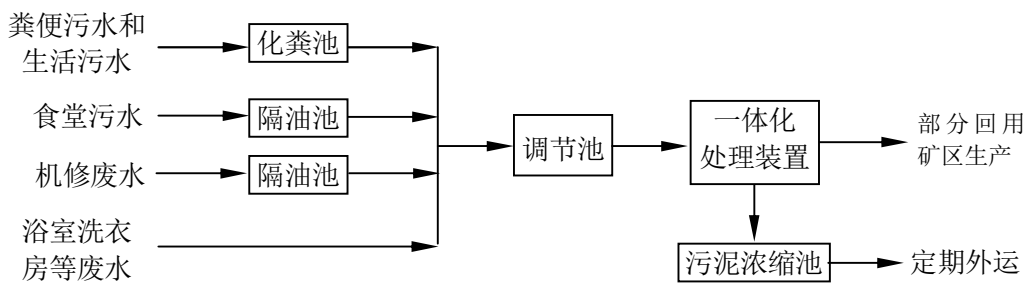 粪便污水和
生活污水
化粪池
食堂污水
隔油池
机修废水
隔油池
浴室洗衣
房等废水
调节池
一体化
处理装置
部分回用
矿区生产
污泥浓缩池
定期外运